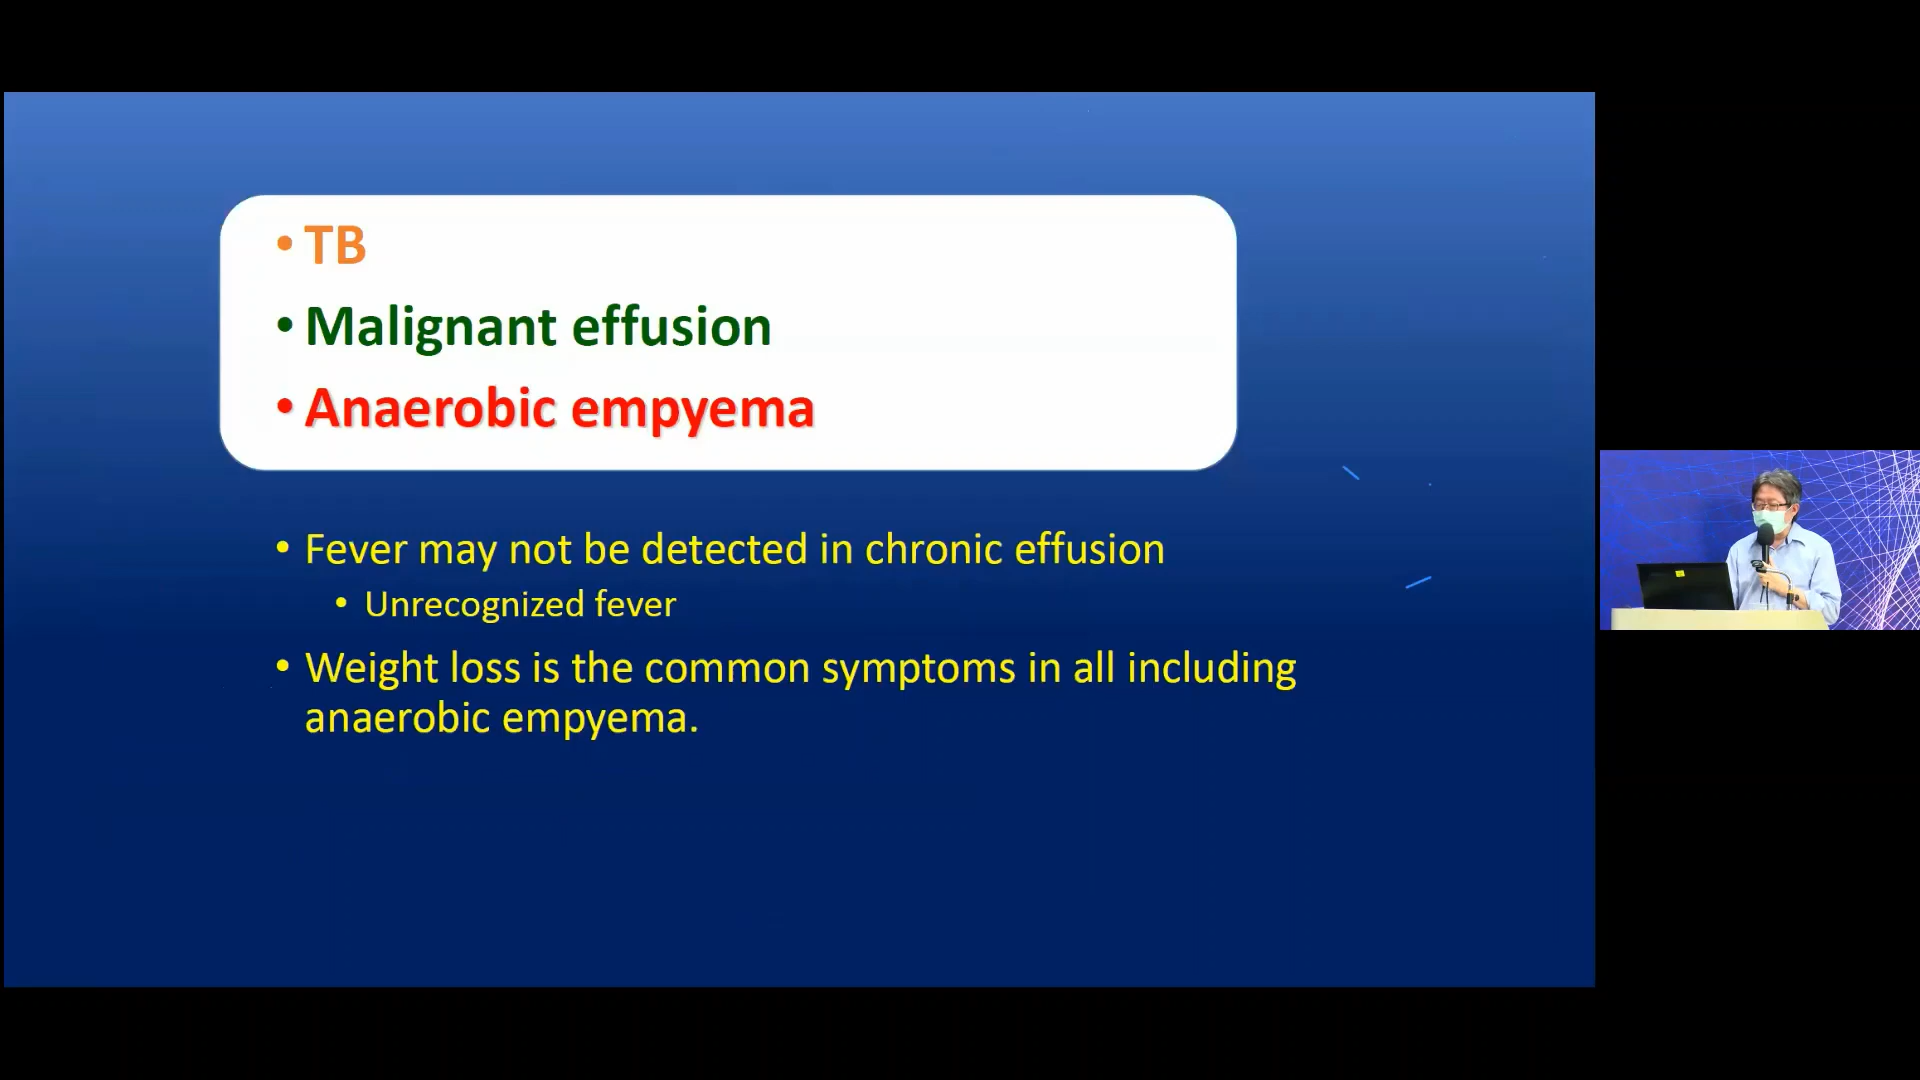 • TB
• Malignant effusion
• Anaerobic empyema
• Fever may not be detected in chronic effusion
• Unrecognized fever
• Weight loss is the common symptoms in all including
anaerobic empyema.